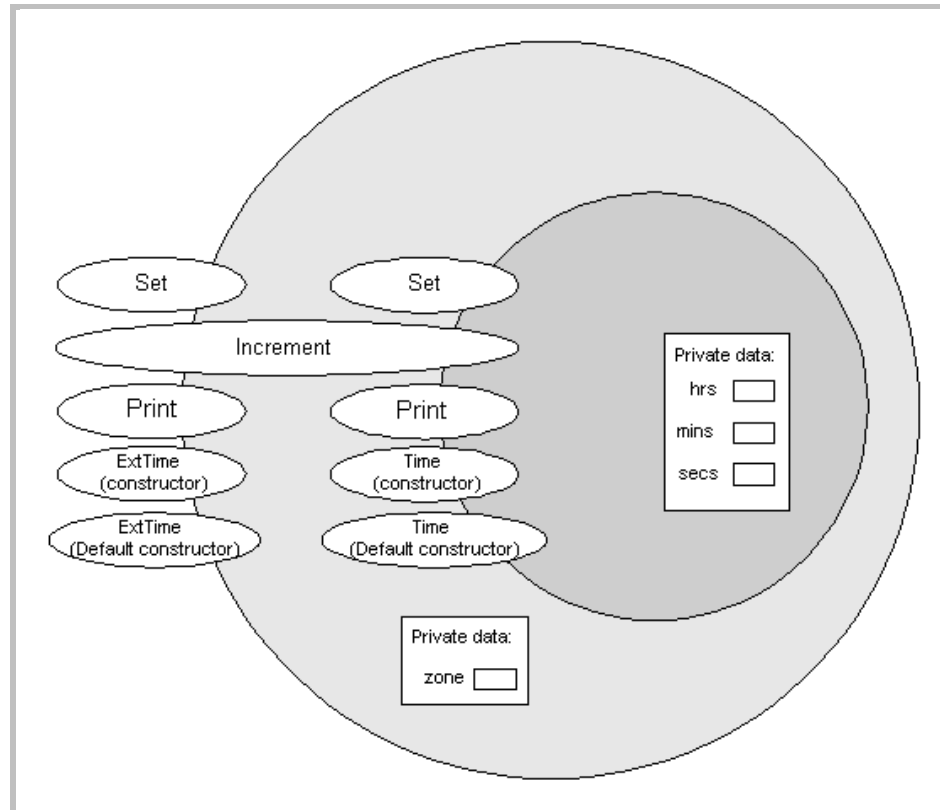 Set
Set
Increment
Print
Print
ExtTime
(constructor)
Time
(constructor)
ExtTime
(Default constructor)
Time
(Default constructor)
Private data:
hrs
mins
secs
Private data:
zone